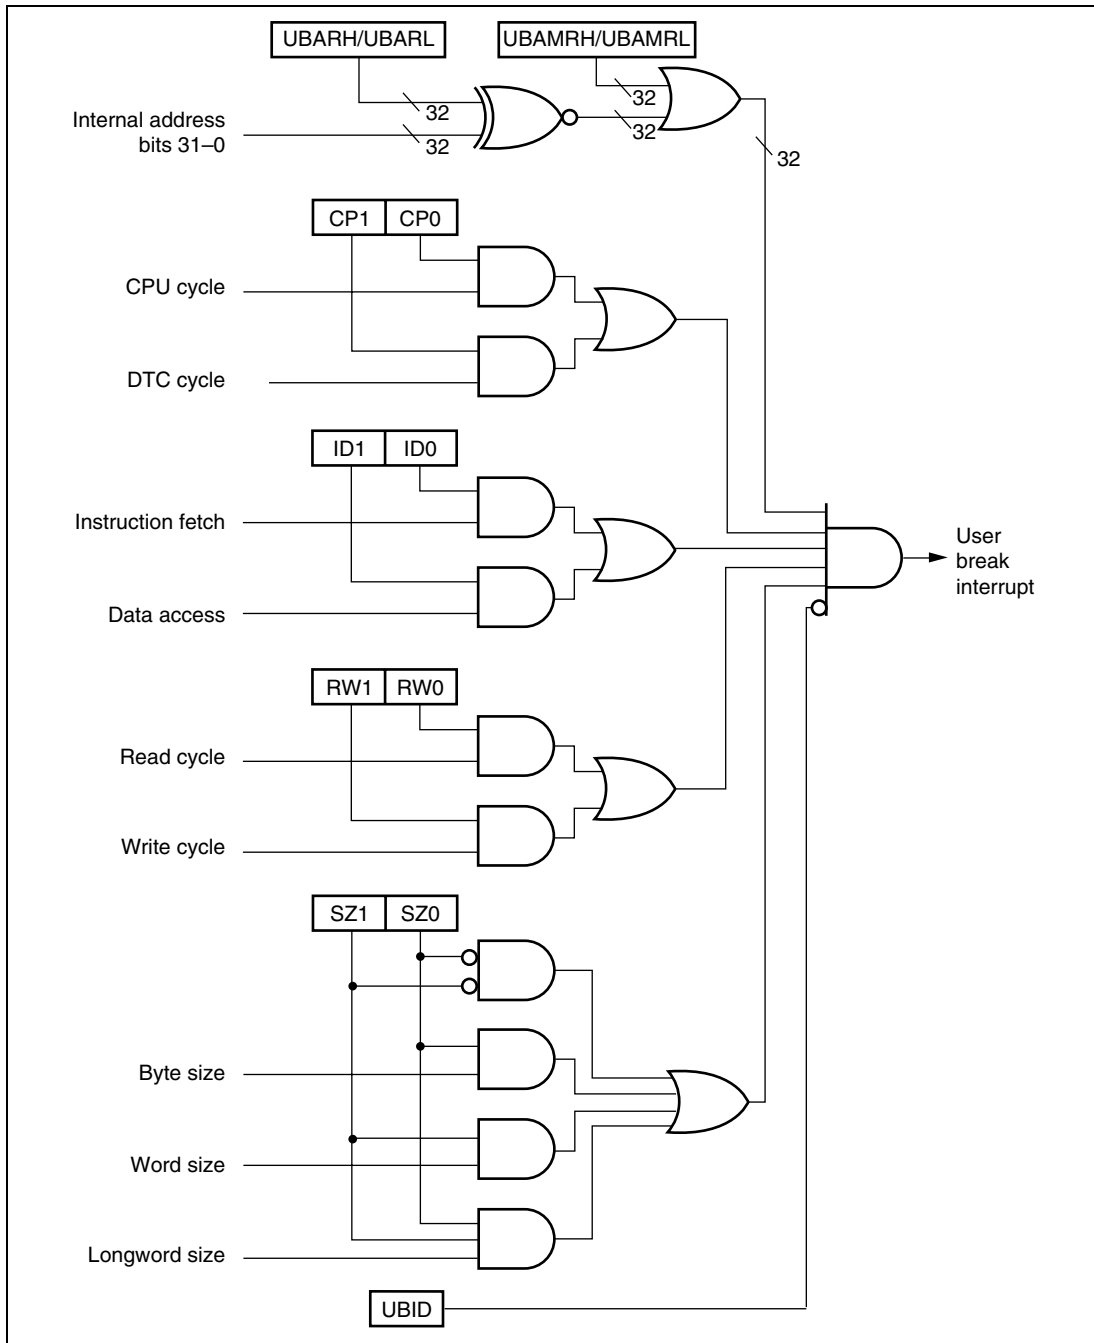 UBARH/UBARL
UBAMRH/UBAMRL
32
32
32
32
32
Internal address
bits 31–0
CP1
CP0
CPU cycle
DTC cycle
ID1
ID0
Instruction fetch
Data access
User
break
interrupt
RW1
RW0
Read cycle
Write cycle
SZ1
SZ0
Byte size
Word size
Longword size
UBID